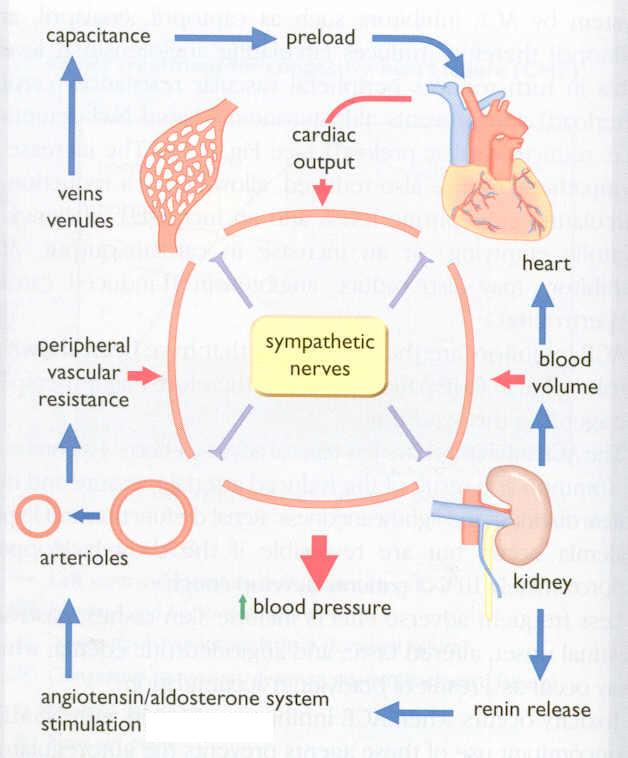 capacitance
preload
cardiac
output
veins
venules
heart
sympathetic
nerves
peripheral
vascular
resistance
blood
volume
arterioles
kidney
blood pressure
angiotensin/aldosterone system
stimulation
renin release